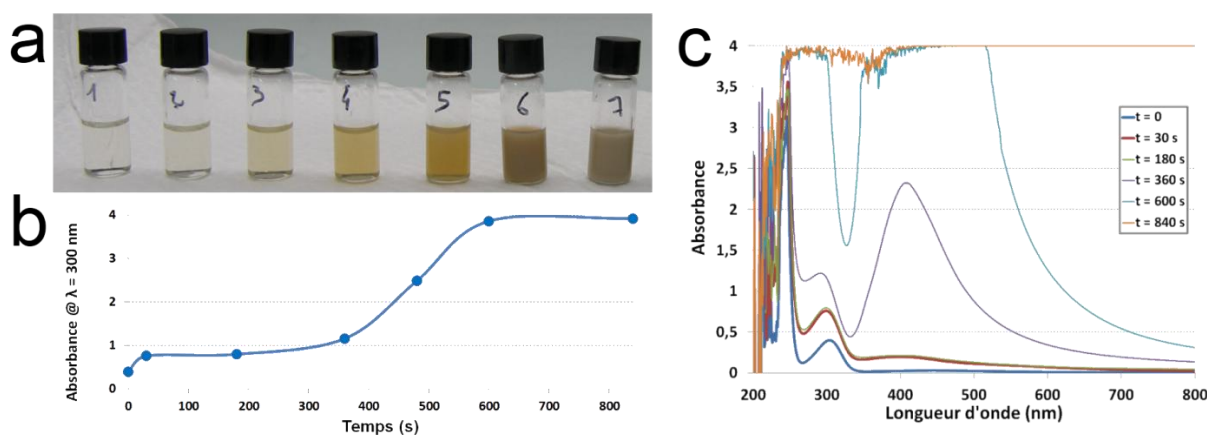 a
1 2 3 4 5 6 7
b
Absorbance @ λ = 300 nm
4
3
2
1
0
0 100 200 300 400 500 600 700 800
Temps (s)
c
Absorbance
4
3,5
3
2,5
2
1,5
1
0,5
0
200 300 400 500 600 700 800
Longueur d'onde (nm)
t = 0
t = 30 s
t = 180 s
t = 360 s
t = 600 s
t = 840 s